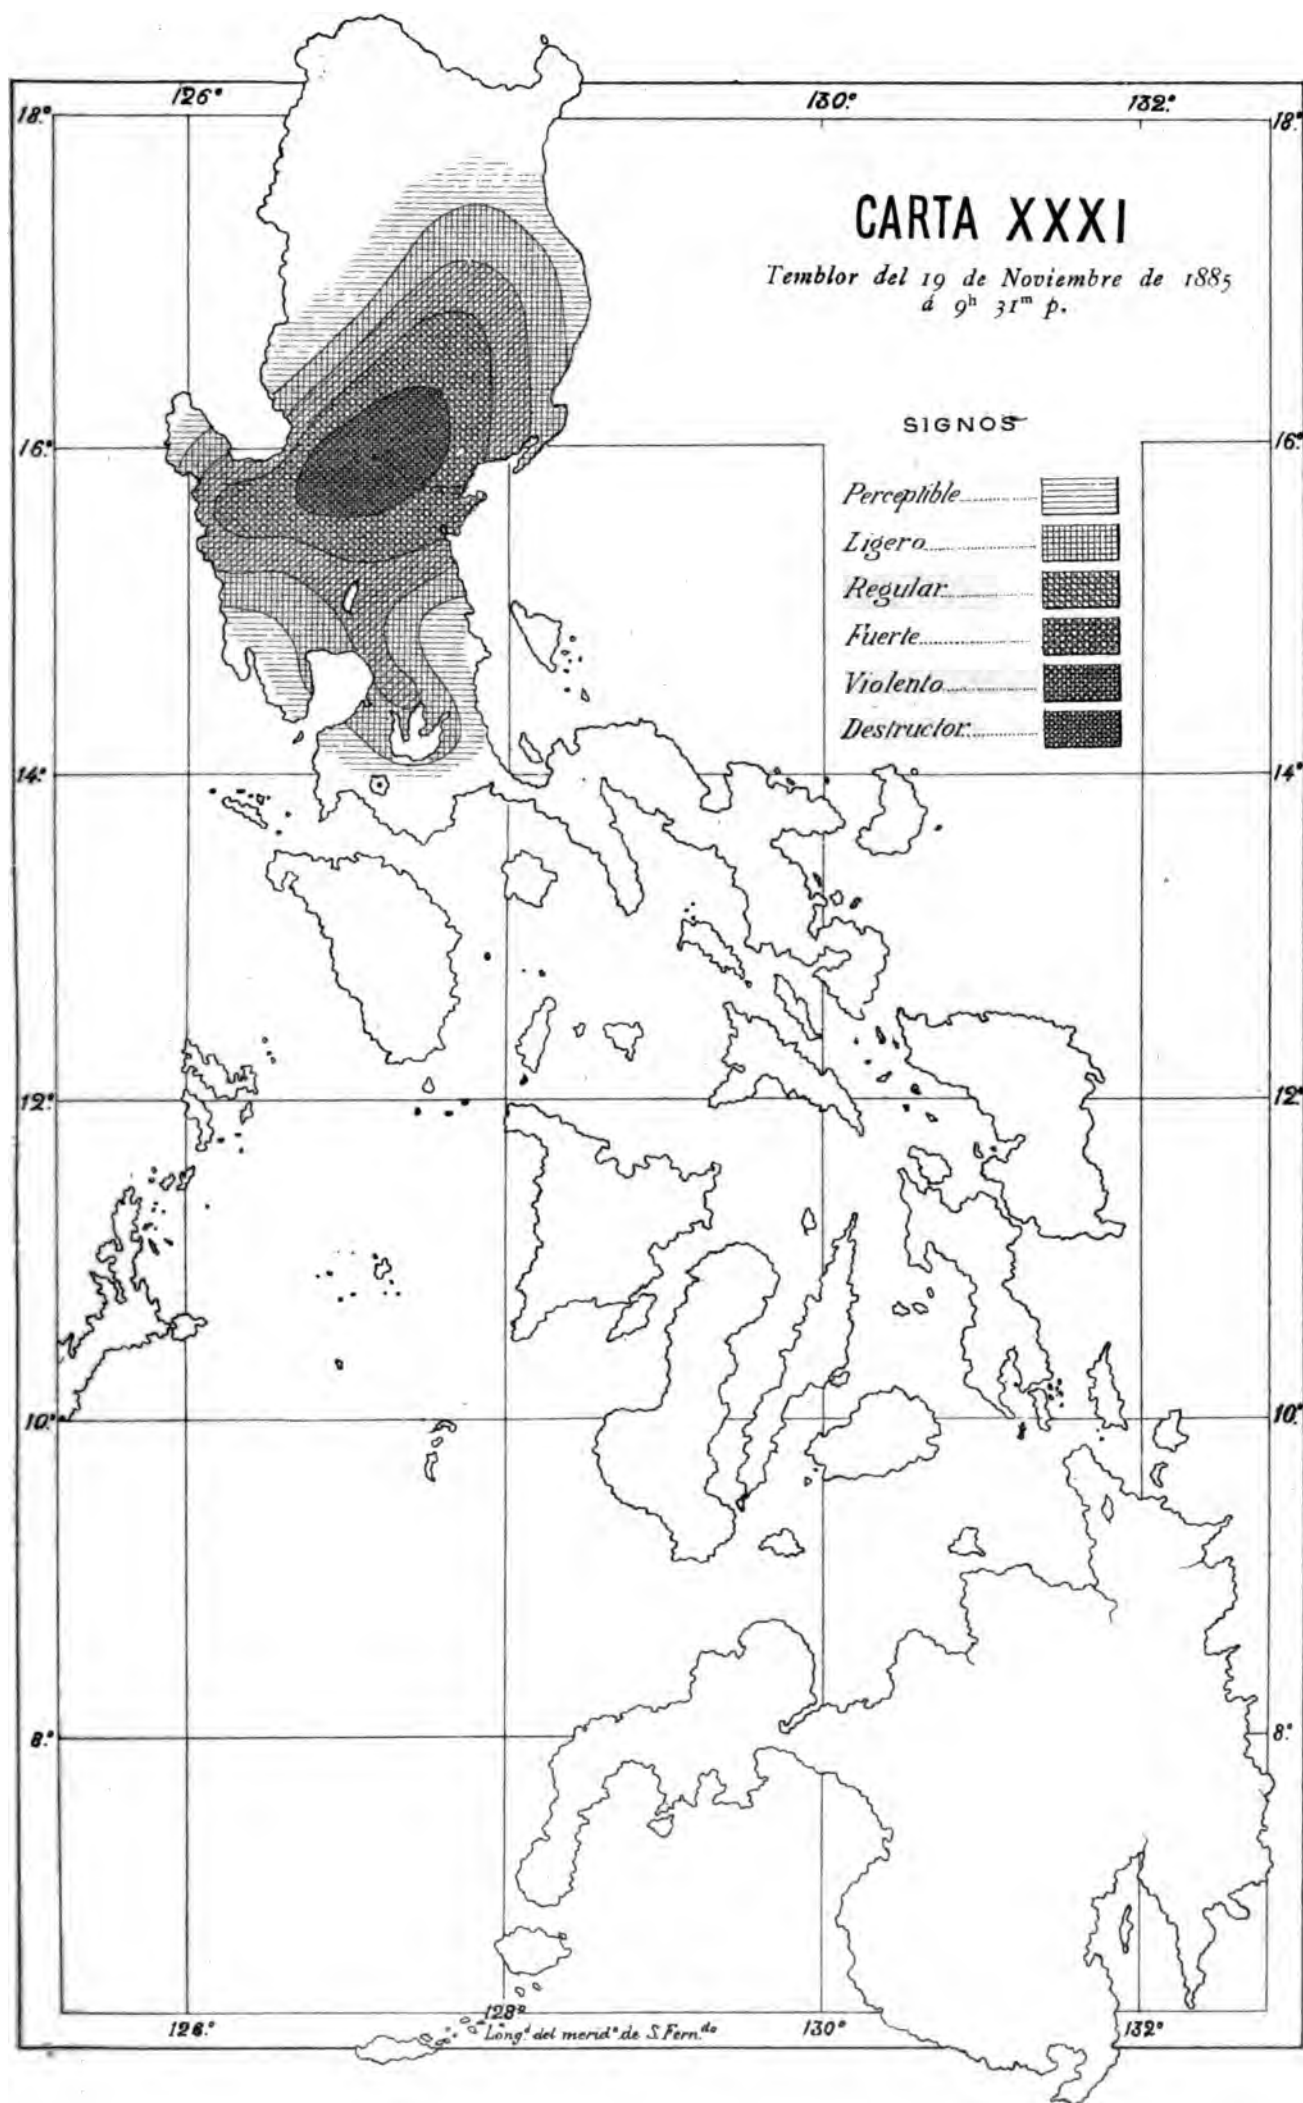 126.º
130.º
132.º
18.º
18.º
CARTA XXXI
Temblor del 19 de Noviembre de 1885
á 9ʰ 31ᵐ p.
SIGNOS
16.º
16.º
Perceptible
Ligero
Regular
Fuerte
Violento
Destructor
14.º
14.º
12.º
12.º
10.º
10.º
8.º
8.º
128.º
126.º
Long.ᵈ del merid.º de S. Fern.ᵈᵒ
130.º
132.º